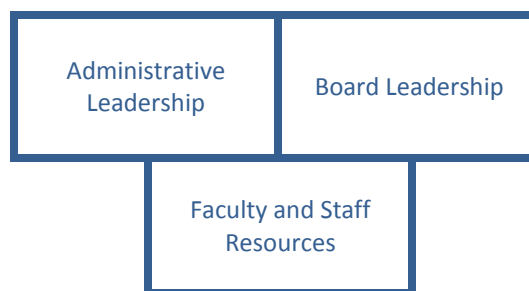 Administrative
Leadership
Board Leadership
Faculty and Staff
Resources